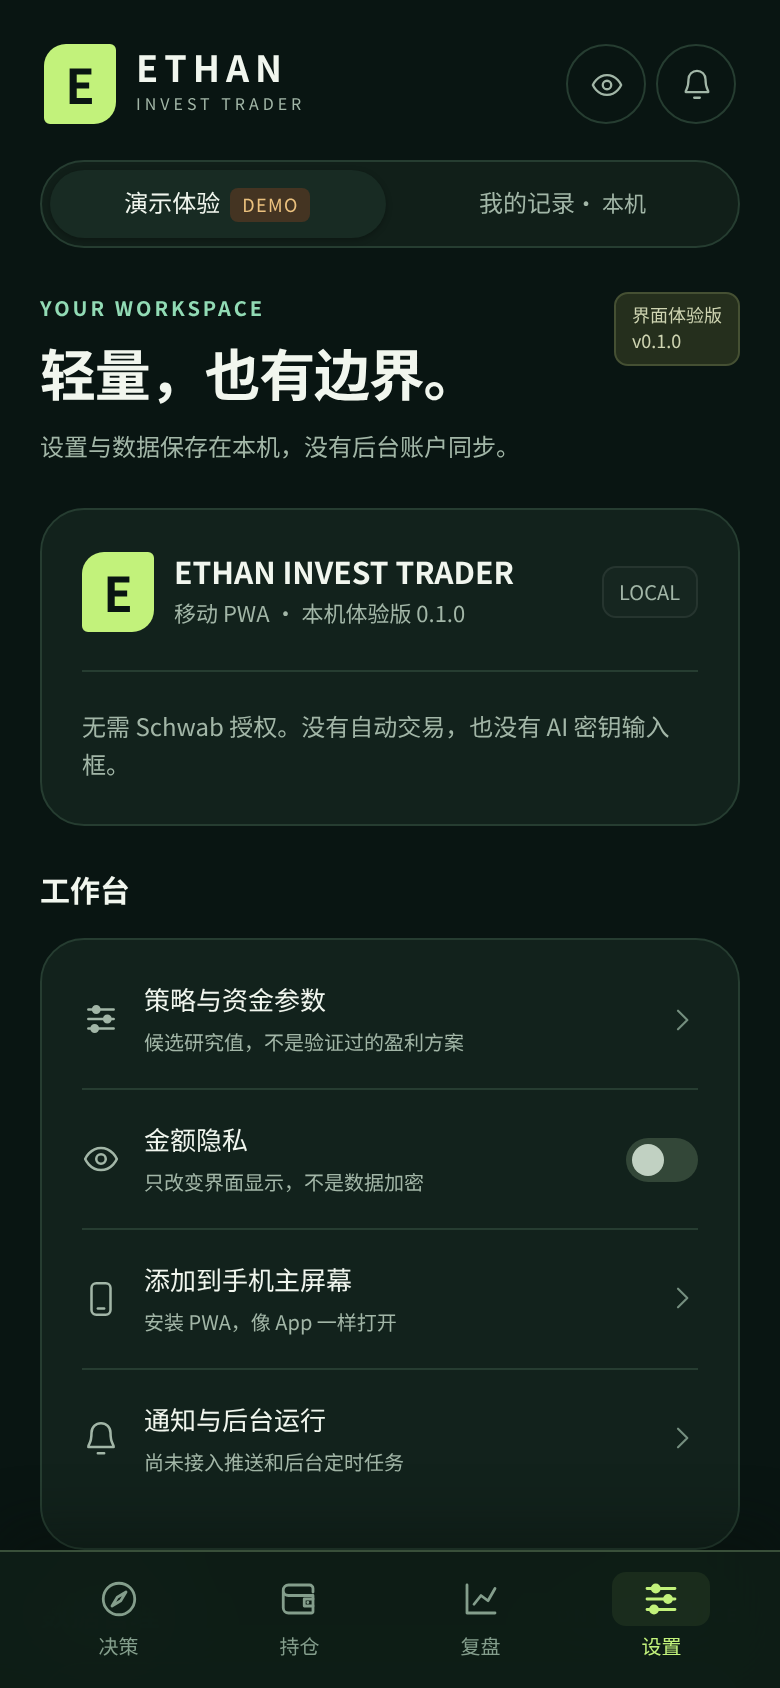 E
ETHAN
INVEST TRADER
演示体验 DEMO
我的记录 · 本机
YOUR WORKSPACE
界面体验版
v0.1.0
轻量，也有边界。
设置与数据保存在本机，没有后台账户同步。
E
ETHAN INVEST TRADER
移动 PWA · 本机体验版 0.1.0
LOCAL
无需 Schwab 授权。没有自动交易，也没有 AI 密钥输入
框。
工作台
策略与资金参数
候选研究值，不是验证过的盈利方案
金额隐私
只改变界面显示，不是数据加密
添加到手机主屏幕
安装 PWA，像 App 一样打开
通知与后台运行
尚未接入推送和后台定时任务
决策
持仓
复盘
设置